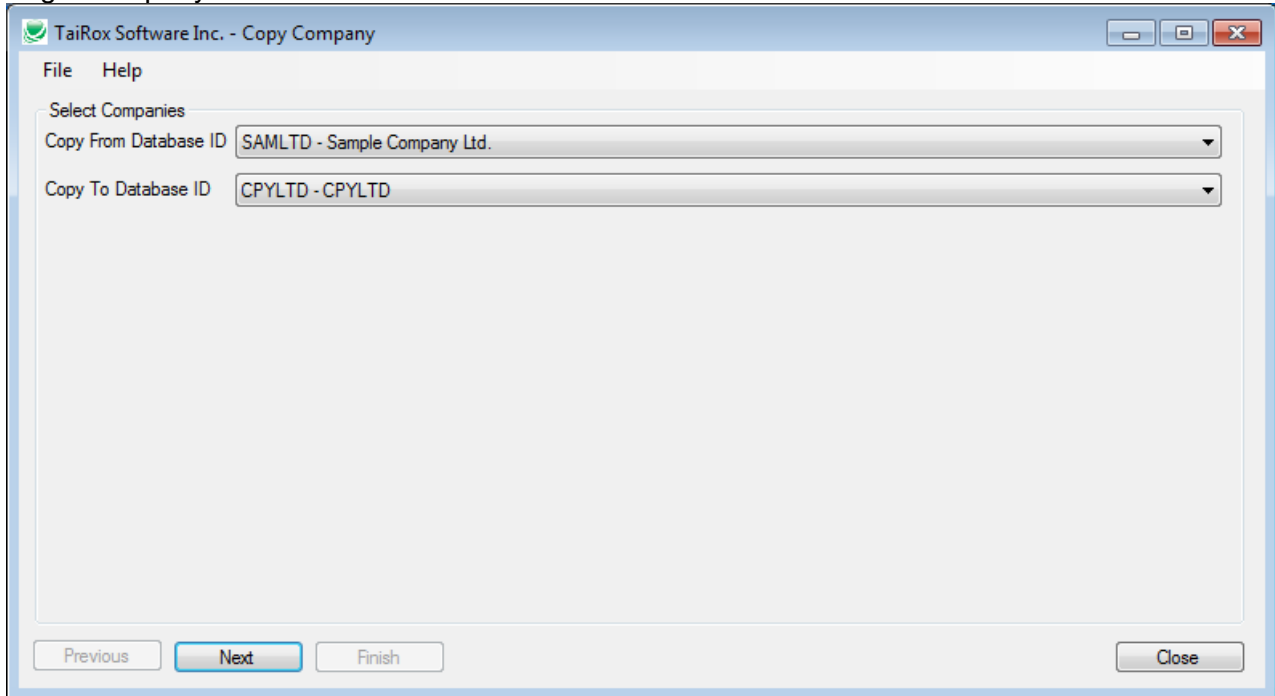 TaiRox Software Inc. - Copy Company
File Help
Select Companies
Copy From Database ID SAMLTD - Sample Company Ltd.
Copy To Database ID CPYLTD - CPYLTD
Previous Next Finish Close